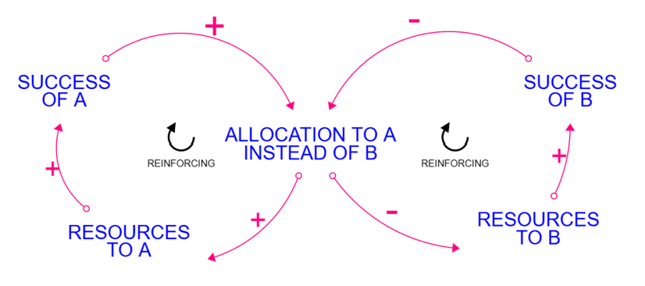 +
-
SUCCESS
OF A
SUCCESS
OF B
ALLOCATION TO A
INSTEAD OF B
REINFORCING
REINFORCING
+
+
RESOURCES
TO A
+
-
RESOURCES
TO B